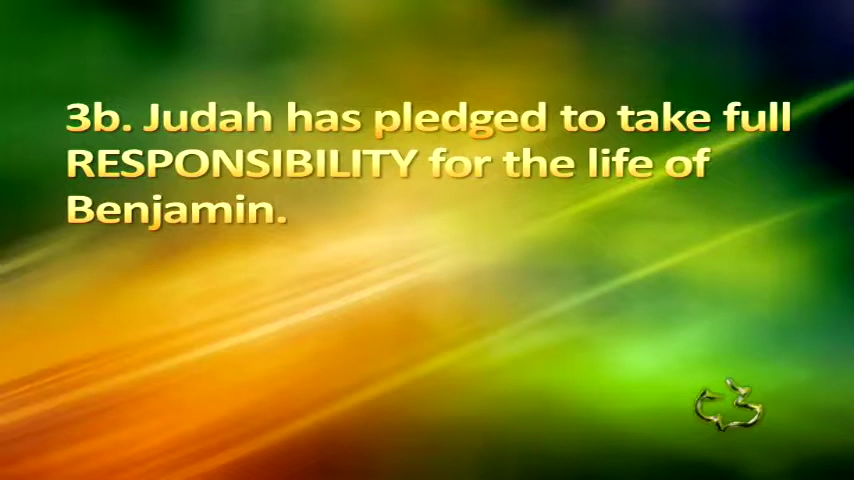 3b. Judah has pledged to take full
RESPONSIBILITY for the life of
Benjamin.